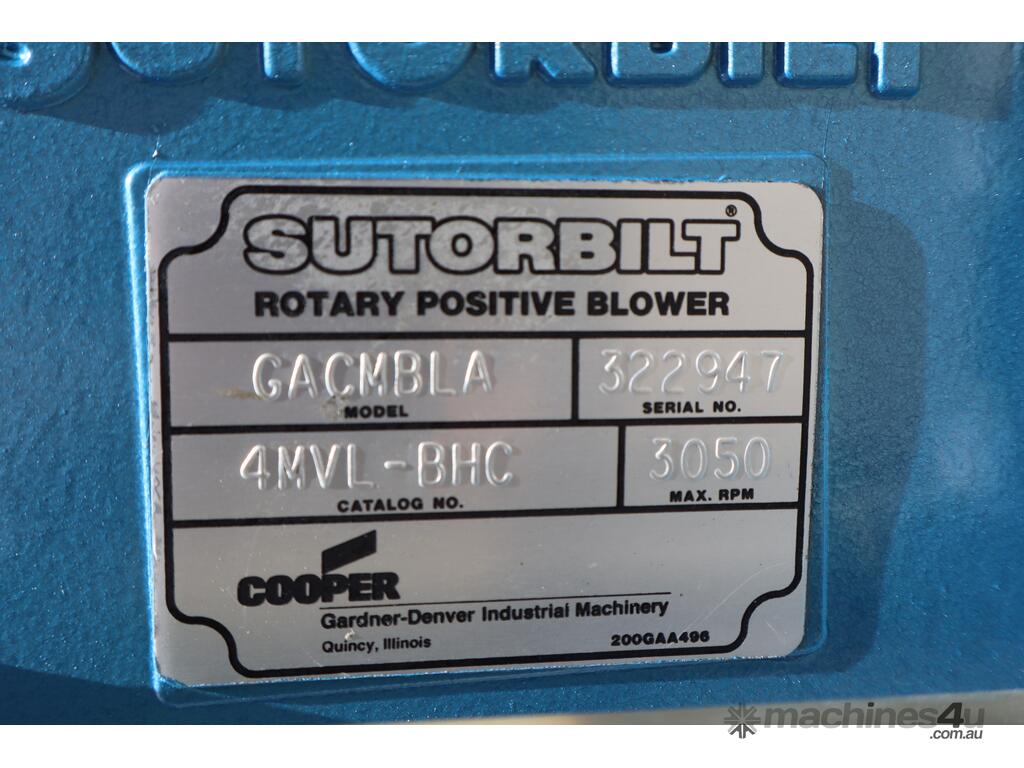 SUTORBILT
SUTORBILT®
ROTARY POSITIVE BLOWER
GACMBLA 322947
MODEL SERIAL NO.
4MVL-BHC 3050
CATALOG NO. MAX. RPM
COOPER
Gardner-Denver Industrial Machinery
Quincy, Illinois 200GAA496
machines4u
.com.au